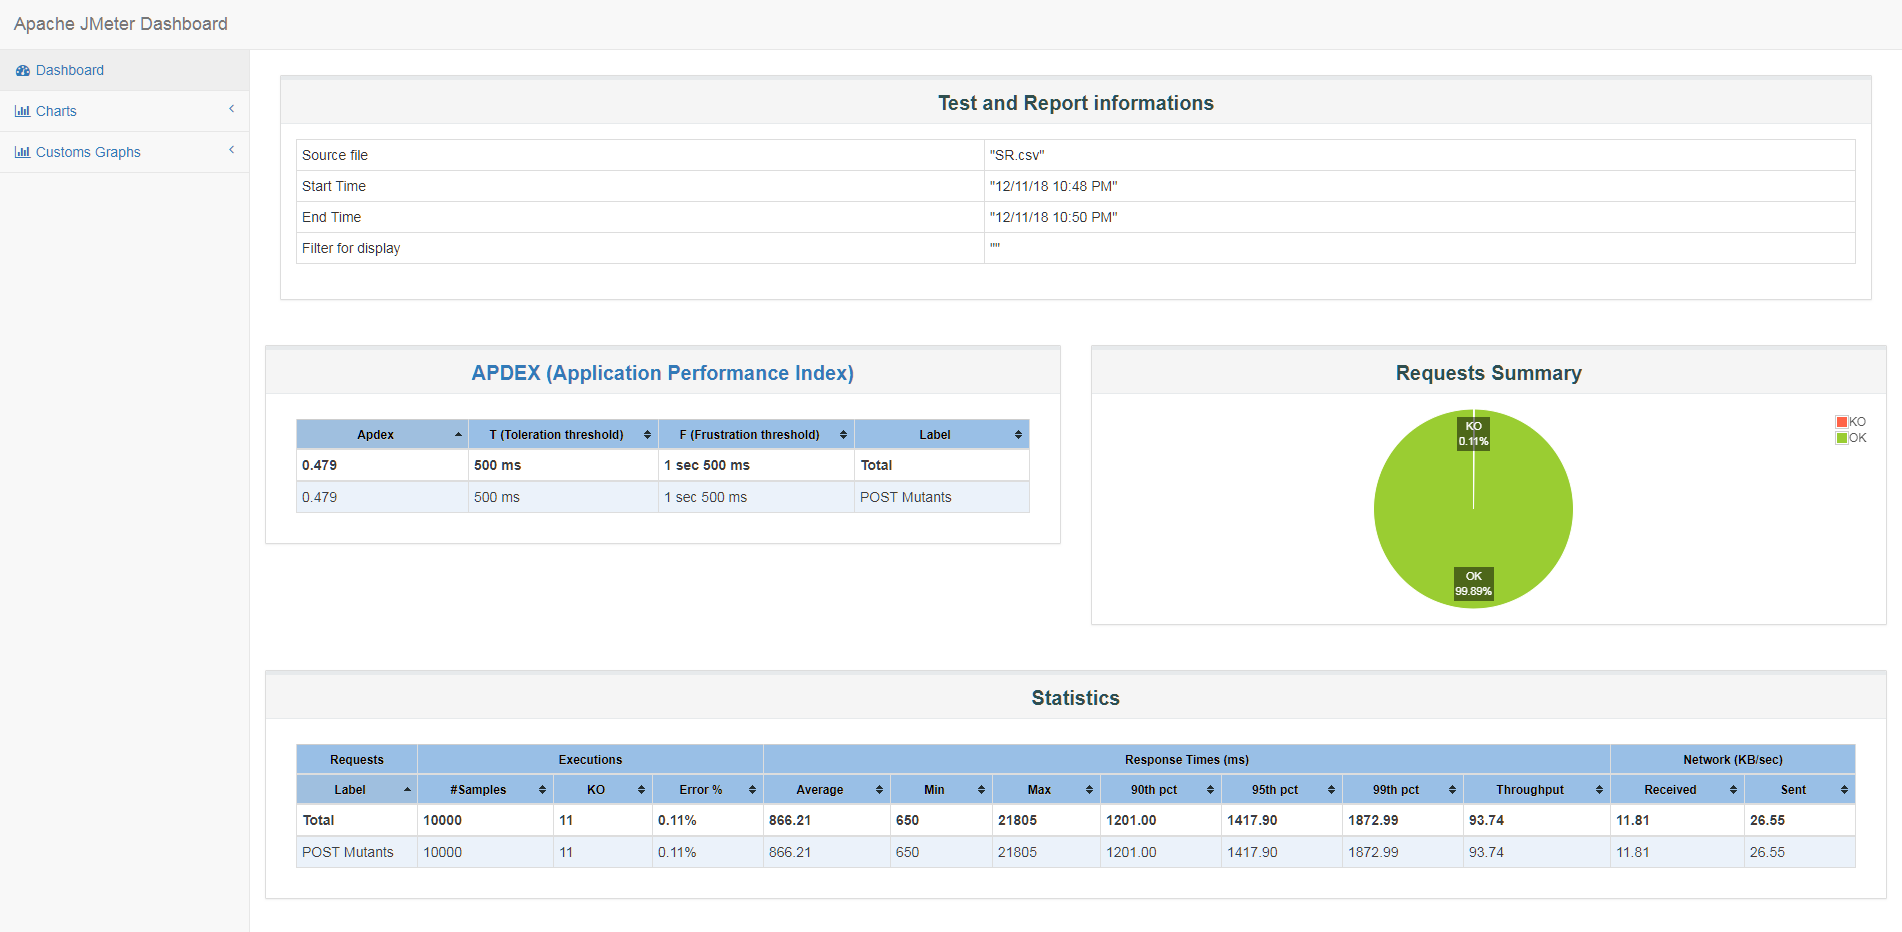 Apache JMeter Dashboard
Dashboard
Charts
Customs Graphs
Test and Report informations
Source file "SR.csv"
Start Time "12/11/18 10:48 PM"
End Time "12/11/18 10:50 PM"
Filter for display ""
APDEX (Application Performance Index)
Apdex T (Toleration threshold) F (Frustration threshold) Label
0.479 500 ms 1 sec 500 ms Total
0.479 500 ms 1 sec 500 ms POST Mutants
Requests Summary
KO
0.11%
OK
99.89%
KO
OK
Statistics
Requests Executions Response Times (ms) Network (KB/sec)
Label #Samples KO Error % Average Min Max 90th pct 95th pct 99th pct Throughput Received Sent
Total 10000 11 0.11% 866.21 650 21805 1201.00 1417.90 1872.99 93.74 11.81 26.55
POST Mutants 10000 11 0.11% 866.21 650 21805 1201.00 1417.90 1872.99 93.74 11.81 26.55